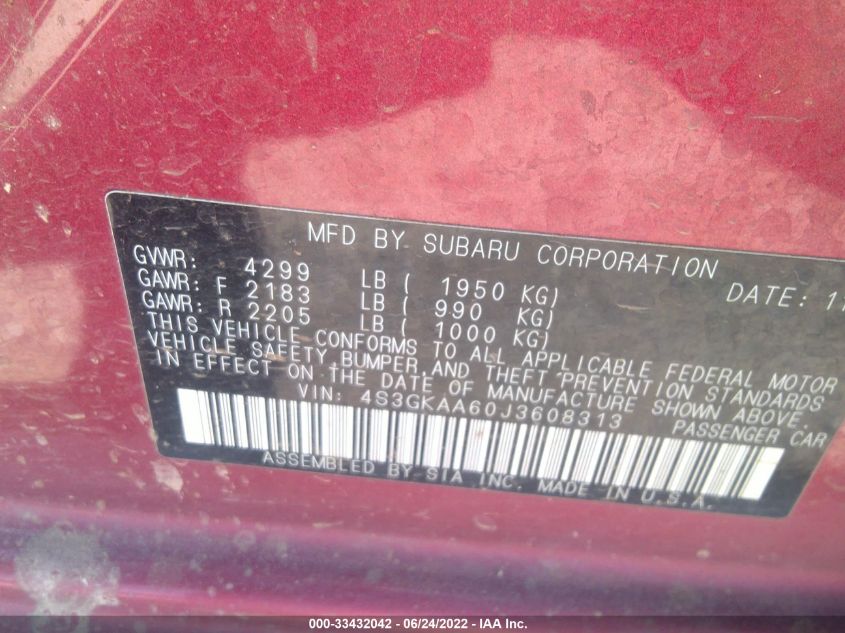 MFD BY SUBARU CORPORATION
DATE: 11
GVWR: 4299 LB ( 1950 KG)
GAWR: F 2183 LB ( 990 KG)
GAWR: R 2205 LB ( 1000 KG)
THIS VEHICLE CONFORMS TO ALL APPLICABLE FEDERAL MOTOR
VEHICLE SAFETY, BUMPER, AND THEFT PREVENTION STANDARDS
IN EFFECT ON THE DATE OF MANUFACTURE SHOWN ABOVE.
VIN: 4S3GKAA60J3608313 PASSENGER CAR
ASSEMBLED BY SIA INC. MADE IN U.S.A.
000-33432042 - 06/24/2022 - IAA Inc.